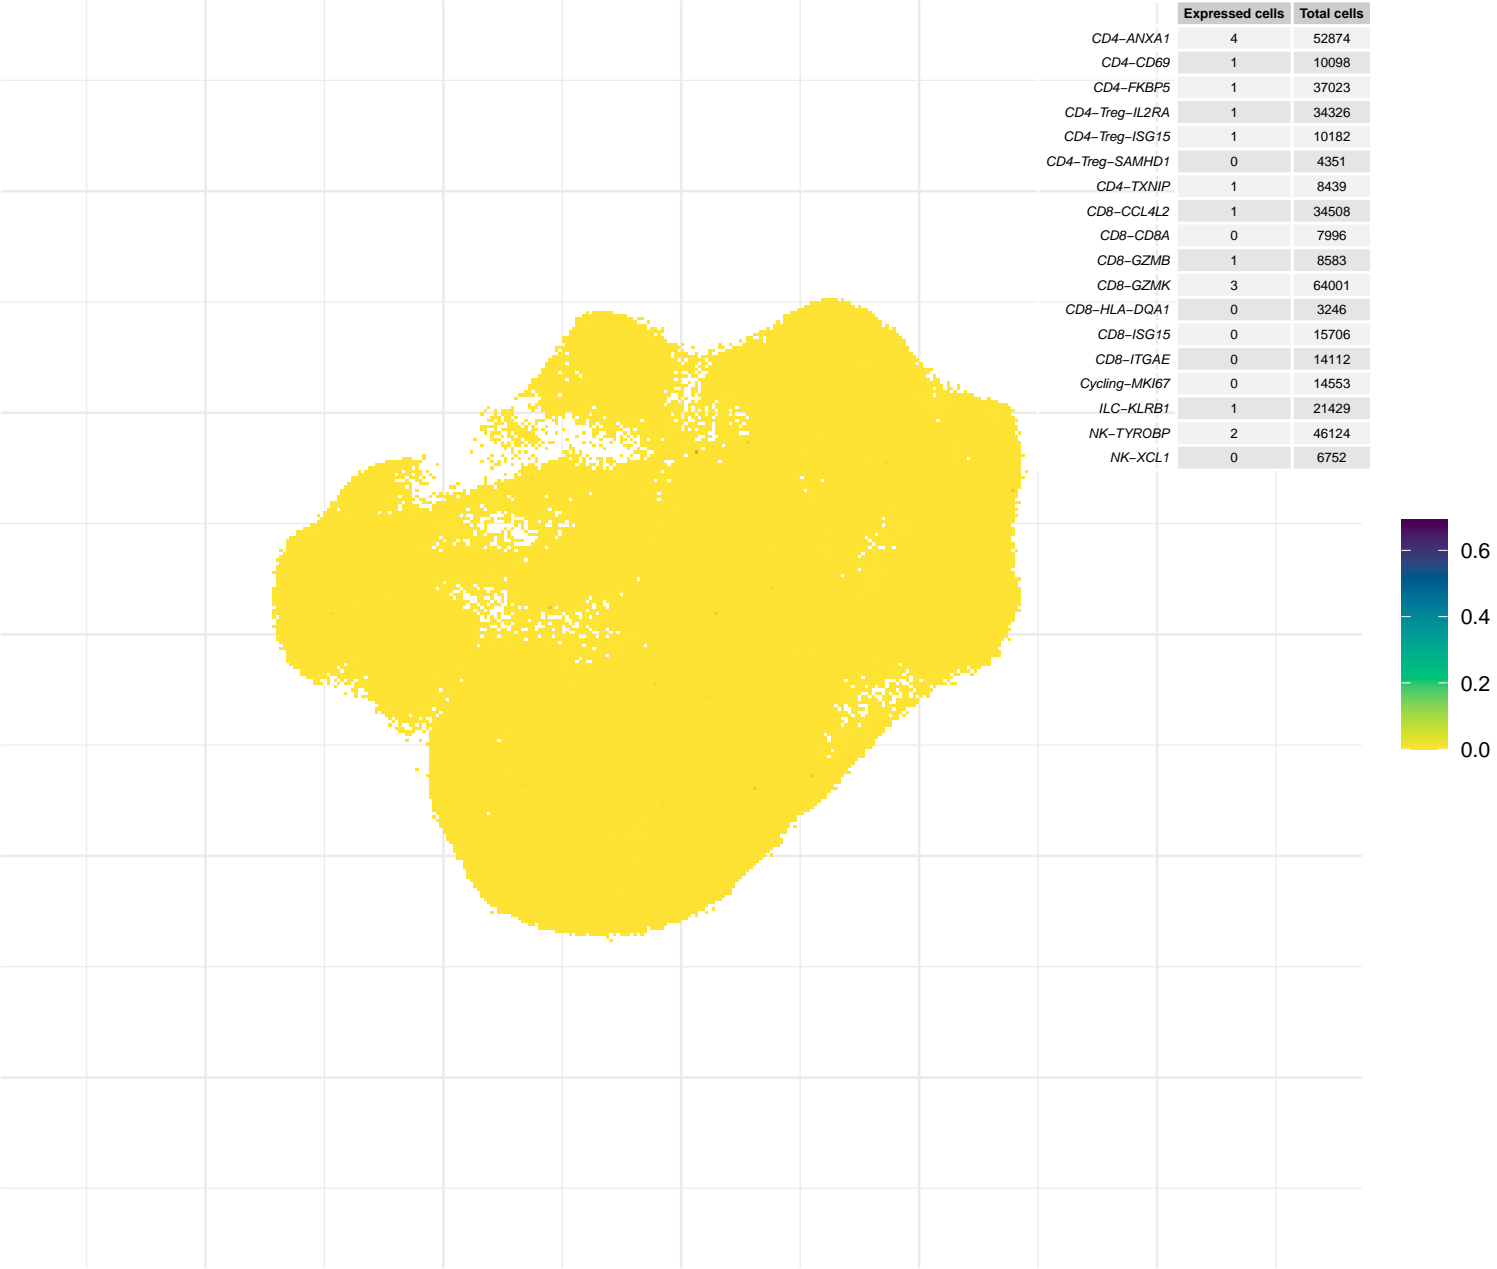 Expressed cells Total cells
CD4−ANXA1 4 52874
CD4−CD69 1 10098
CD4−FKBP5 1 37023
CD4−Treg−IL2RA 1 34326
CD4−Treg−ISG15 1 10182
CD4−Treg−SAMHD1 0 4351
CD4−TXNIP 1 8439
CD8−CCL4L2 1 34508
CD8−CD8A 0 7996
CD8−GZMB 1 8583
CD8−GZMK 3 64001
CD8−HLA−DQA1 0 3246
CD8−ISG15 0 15706
CD8−ITGAE 0 14112
Cycling−MKI67 0 14553
ILC−KLRB1 1 21429
NK−TYROBP 2 46124
NK−XCL1 0 6752
0.6
0.4
0.2
0.0